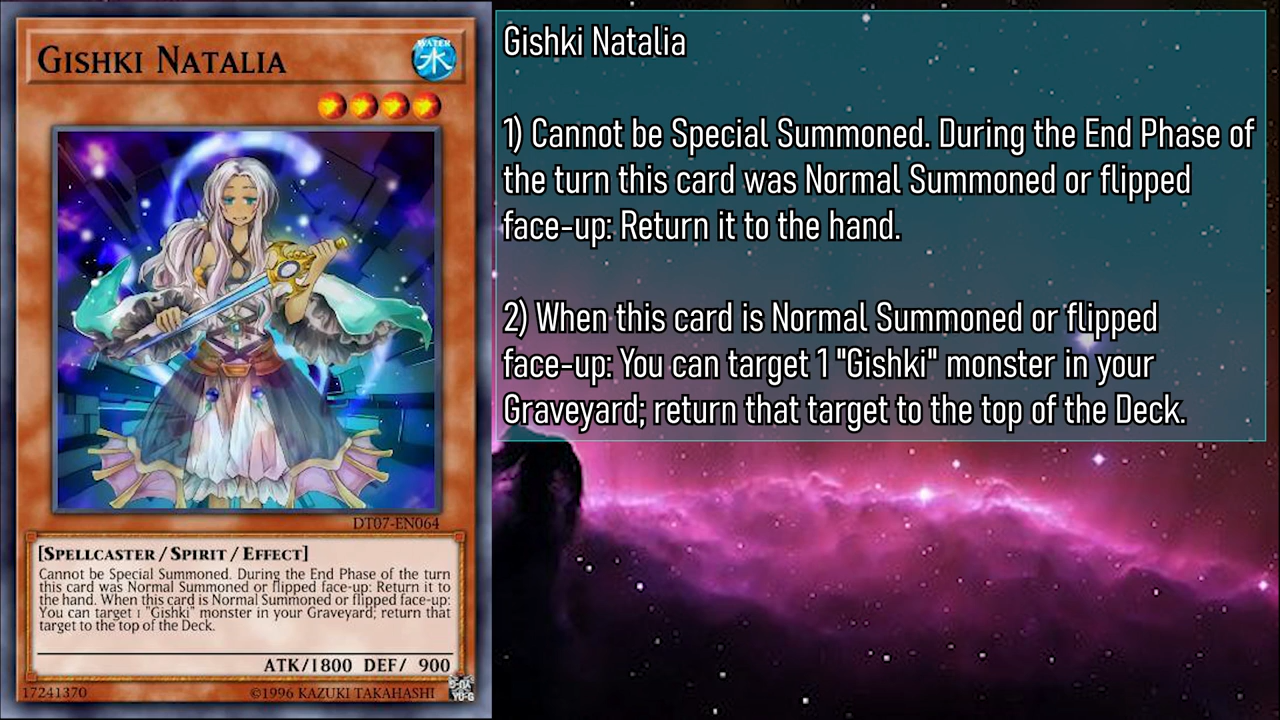 GISHKI NATALIA
WATER
水
DT07-EN064
[SPELLCASTER / SPIRIT / EFFECT]
Cannot be Special Summoned. During the End Phase of the turn
this card was Normal Summoned or flipped face-up: Return it to
the hand. When this card is Normal Summoned or flipped face-up:
You can target 1 "Gishki" monster in your Graveyard; return that
target to the top of the Deck.
ATK/1800 DEF/ 900
17241370
©1996 KAZUKI TAKAHASHI
Gishki Natalia
1) Cannot be Special Summoned. During the End Phase of
the turn this card was Normal Summoned or flipped
face-up: Return it to the hand.
2) When this card is Normal Summoned or flipped
face-up: You can target 1 "Gishki" monster in your
Graveyard; return that target to the top of the Deck.